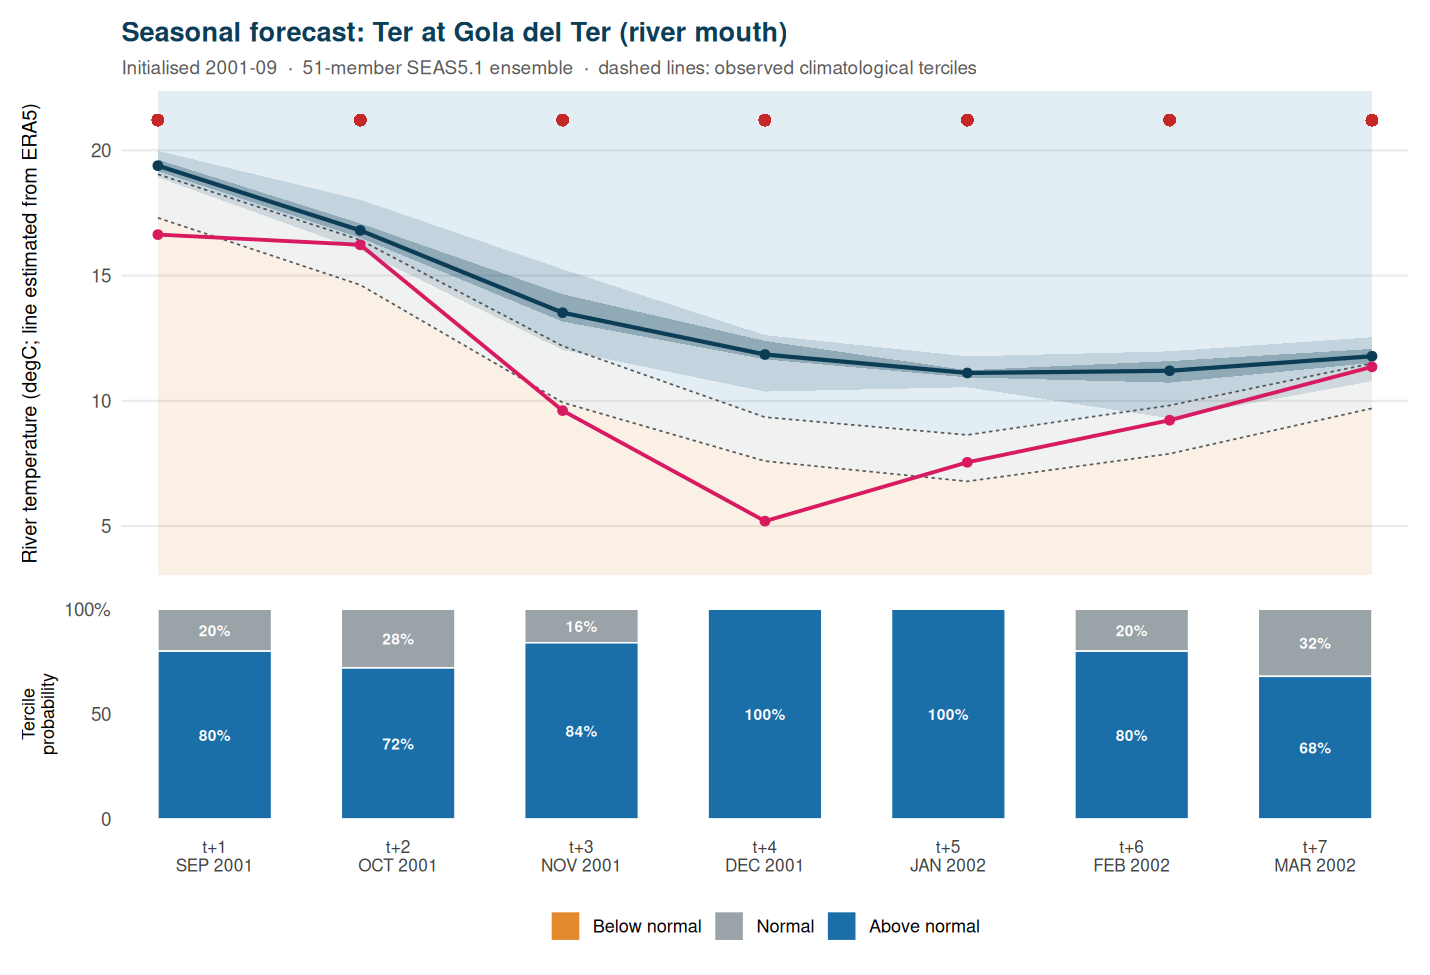 Seasonal forecast: Ter at Gola del Ter (river mouth)
Initialised 2001-09 · 51-member SEAS5.1 ensemble · dashed lines: observed climatological terciles
River temperature (degC; line estimated from ERA5)
20
15
10
5
Tercile
probability
100%
50
0
20%
28%
16%
20%
32%
80%
72%
84%
100%
100%
80%
68%
t+1
SEP 2001
t+2
OCT 2001
t+3
NOV 2001
t+4
DEC 2001
t+5
JAN 2002
t+6
FEB 2002
t+7
MAR 2002
Below normal
Normal
Above normal